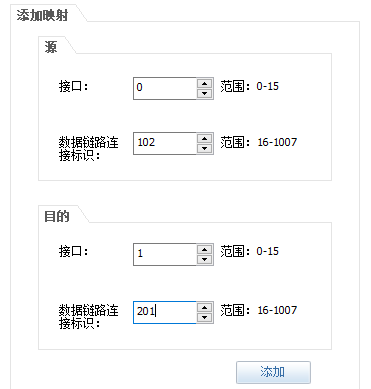 添加映射
源
接口： 0 范围：0-15
数据链路连 102 范围：16-1007
接标识：
目的
接口： 1 范围：0-15
数据链路连 201 范围：16-1007
接标识：
添加